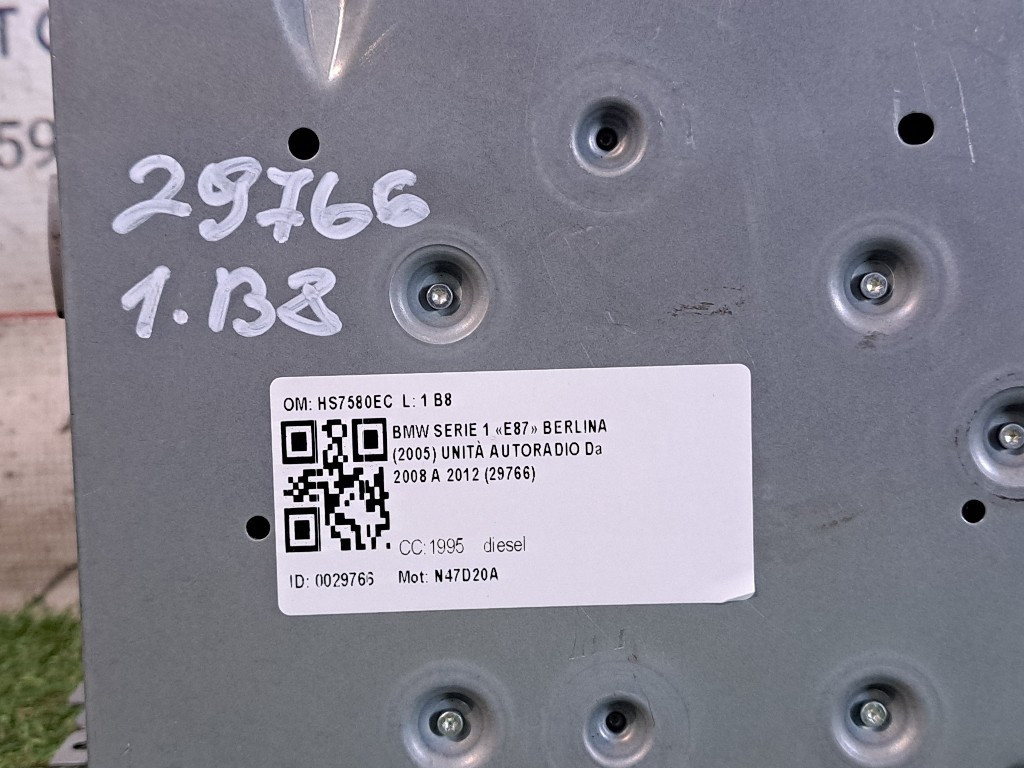 29766
1.B8
OM: HS7580EC L: 1 B8
BMW SERIE 1 «E87» BERLINA
(2005) UNITÀ AUTORADIO Da
2008 A 2012 (29766)
CC:1995 diesel
ID: 0029766 Mot: N47D20A